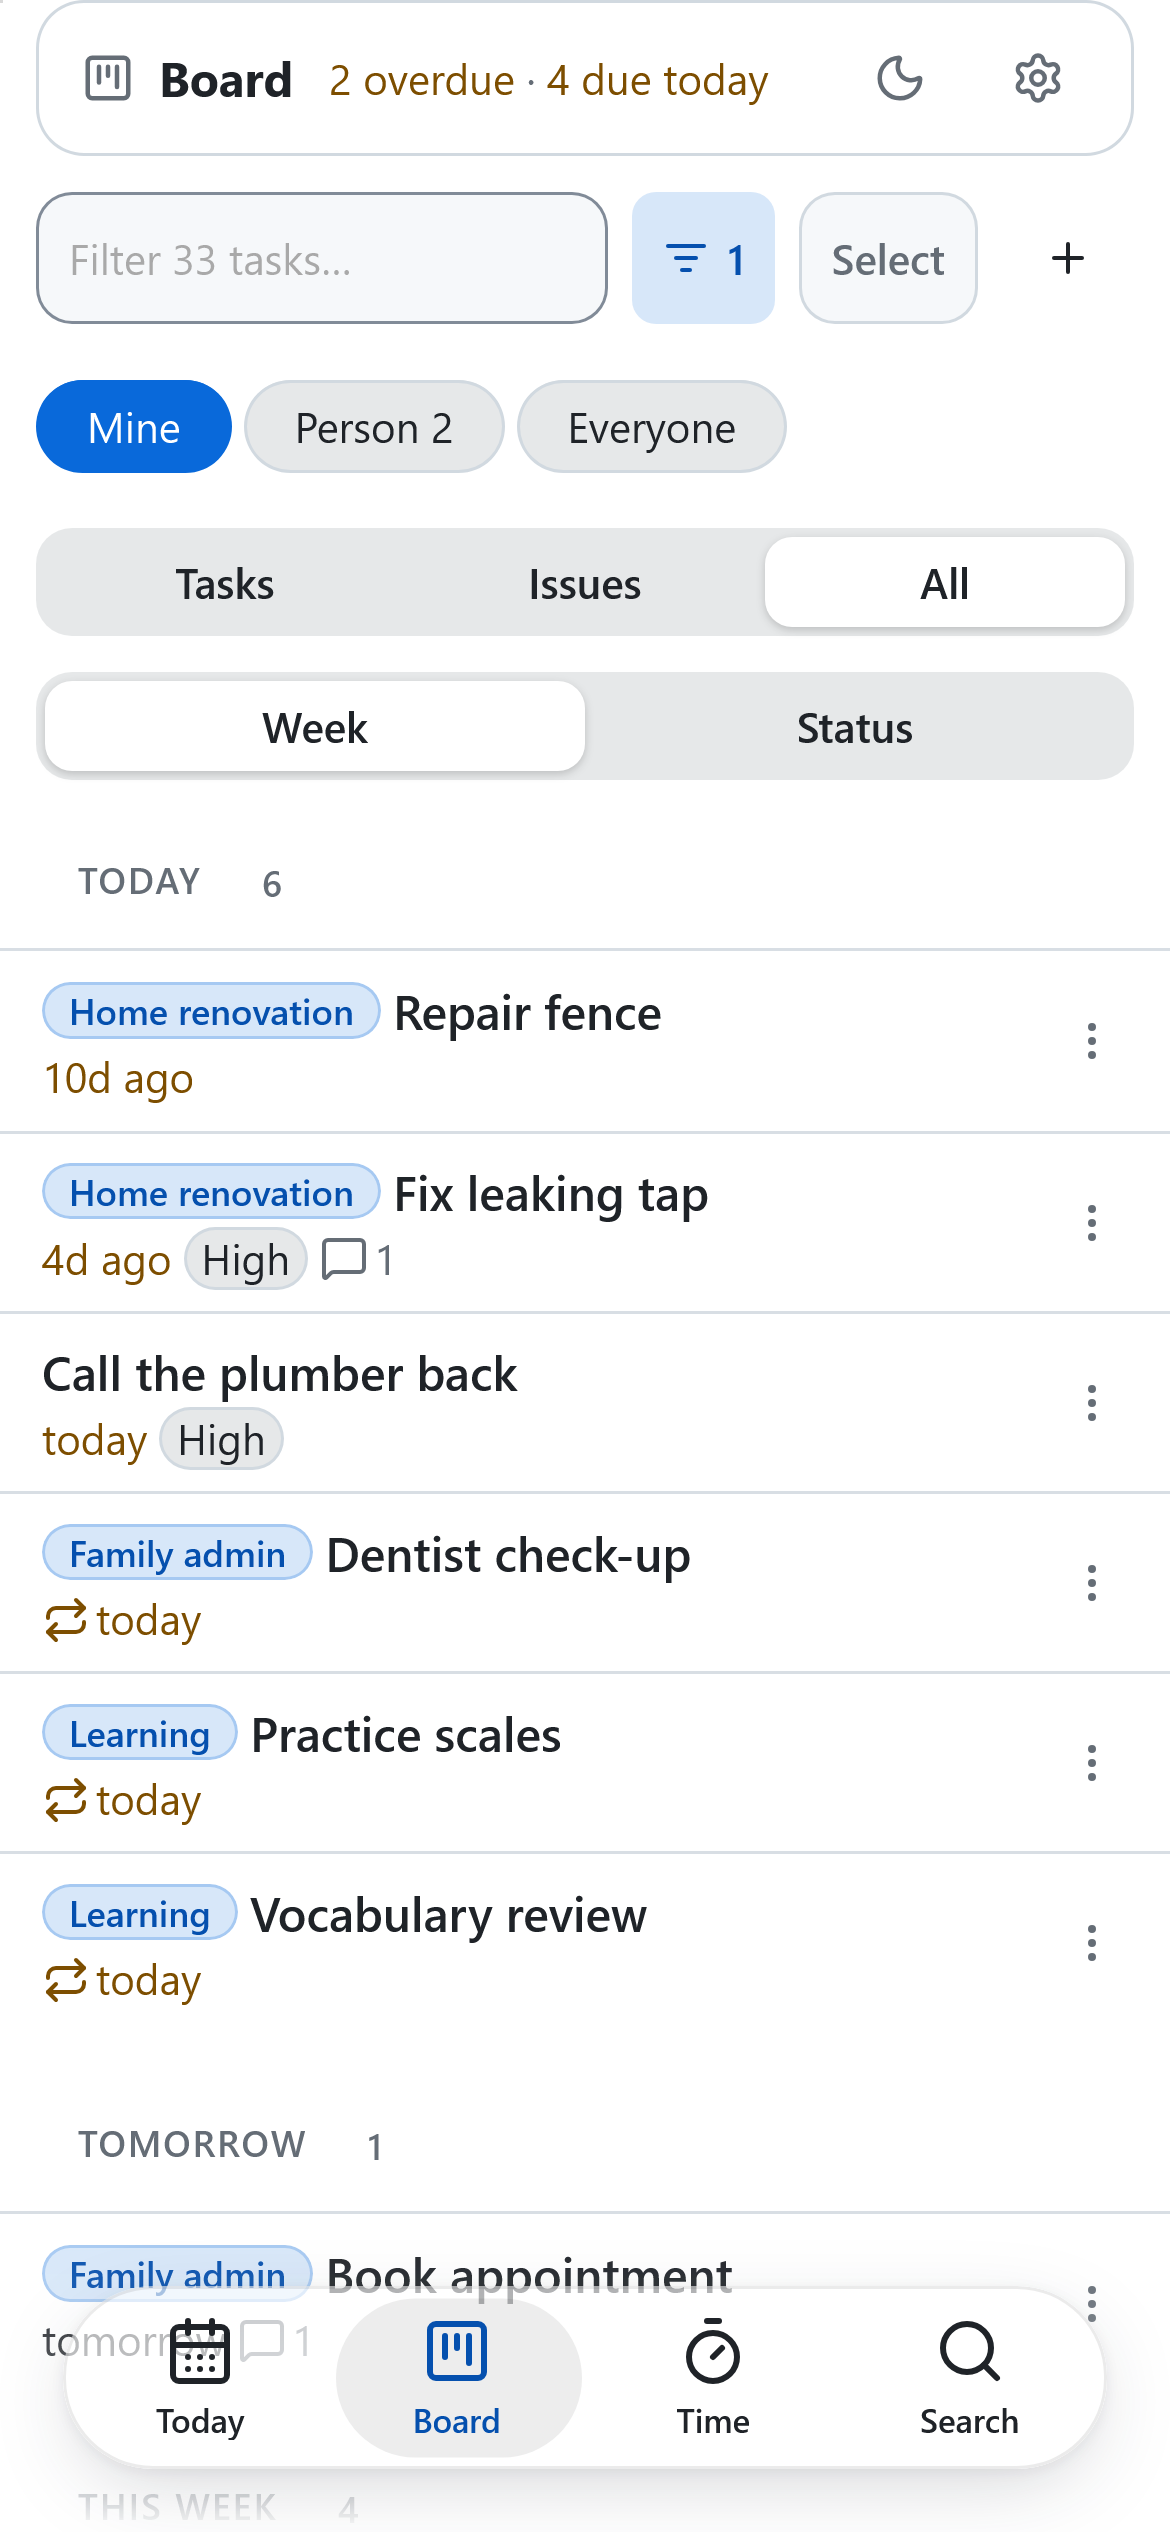 Board 2 overdue · 4 due today
Filter 33 tasks... 1 Select +
Mine Person 2 Everyone
Tasks Issues All
Week Status
TODAY 6
Home renovation Repair fence
10d ago
Home renovation Fix leaking tap
4d ago High 1
Call the plumber back
today High
Family admin Dentist check-up
today
Learning Practice scales
today
Learning Vocabulary review
today
TOMORROW 1
Family admin Book appointment
tomorrow 1
Today Board Time Search
THIS WEEK 4